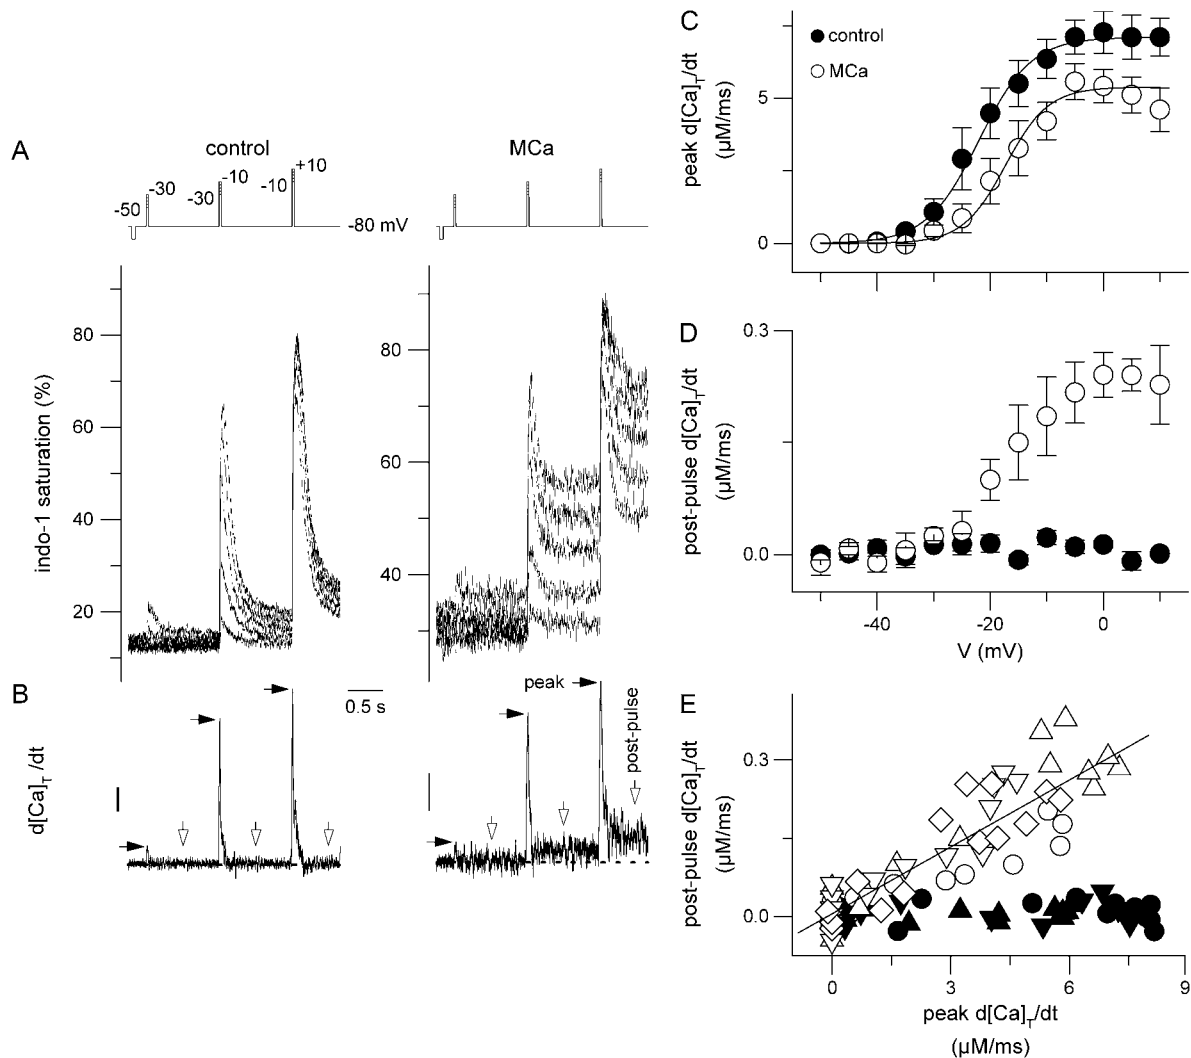 A
control
MCa
-50
-30
-30
-10
-10
+10
-80 mV
indo-1 saturation (%)
80
60
40
20
80
60
40
B
0.5 s
d[Ca]T /dt
peak
post-pulse
C
control
MCa
peak d[Ca]T/dt
(µM/ms)
5
0
D
post-pulse d[Ca]T/dt
(µM/ms)
0.3
0.15
0.0
-40
-20
0
V (mV)
E
post-pulse d[Ca]T/dt
(µM/ms)
0.3
0.0
0
3
6
9
peak d[Ca]T/dt
(µM/ms)